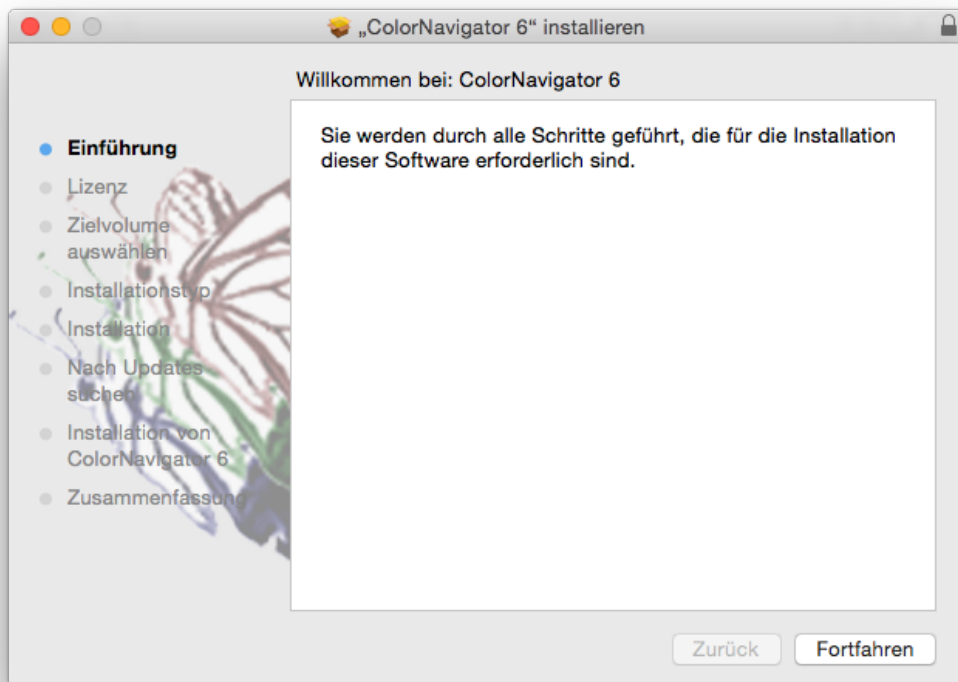 „ColorNavigator 6“ installieren
Willkommen bei: ColorNavigator 6
Einführung
Lizenz
Zielvolume
auswählen
Installationstyp
Installation
Nach Updates
suchen
Installation von
ColorNavigator 6
Zusammenfassung
Sie werden durch alle Schritte geführt, die für die Installation
dieser Software erforderlich sind.
Zurück
Fortfahren